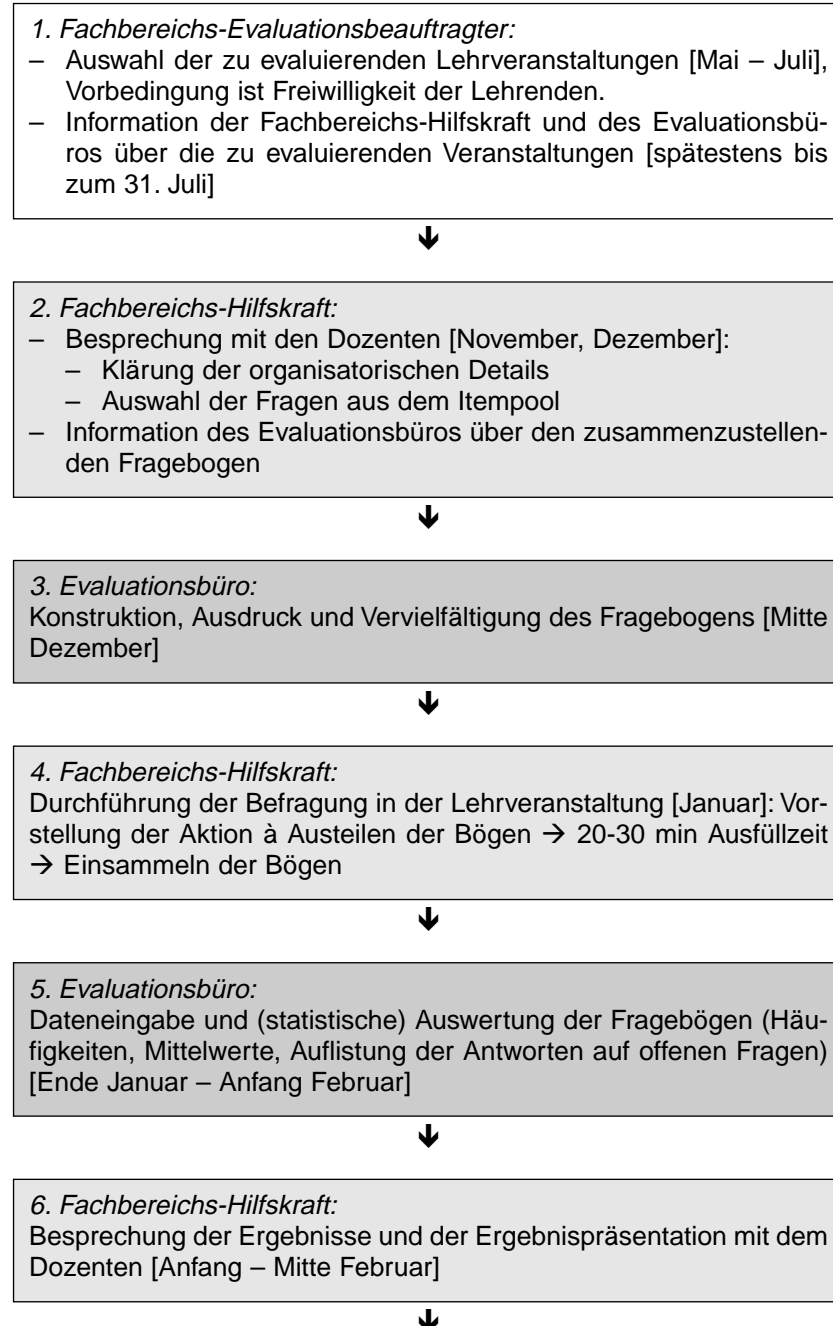 1. Fachbereichs-Evaluationsbeauftragter:
– Auswahl der zu evaluierenden Lehrveranstaltungen [Mai – Juli],
Vorbedingung ist Freiwilligkeit der Lehrenden.
– Information der Fachbereichs-Hilfskraft und des Evaluationsbü-
ros über die zu evaluierenden Veranstaltungen [spätestens bis
zum 31. Juli]
🡻
2. Fachbereichs-Hilfskraft:
– Besprechung mit den Dozenten [November, Dezember]:
– Klärung der organisatorischen Details
– Auswahl der Fragen aus dem Itempool
– Information des Evaluationsbüros über den zusammenzustellen-
den Fragebogen
🡻
3. Evaluationsbüro:
Konstruktion, Ausdruck und Vervielfältigung des Fragebogens [Mitte
Dezember]
🡻
4. Fachbereichs-Hilfskraft:
Durchführung der Befragung in der Lehrveranstaltung [Januar]: Vor-
stellung der Aktion à Austeilen der Bögen → 20-30 min Ausfüllzeit
→ Einsammeln der Bögen
🡻
5. Evaluationsbüro:
Dateneingabe und (statistische) Auswertung der Fragebögen (Häu-
figkeiten, Mittelwerte, Auflistung der Antworten auf offenen Fragen)
[Ende Januar – Anfang Februar]
🡻
6. Fachbereichs-Hilfskraft:
Besprechung der Ergebnisse und der Ergebnispräsentation mit dem
Dozenten [Anfang – Mitte Februar]
🡻